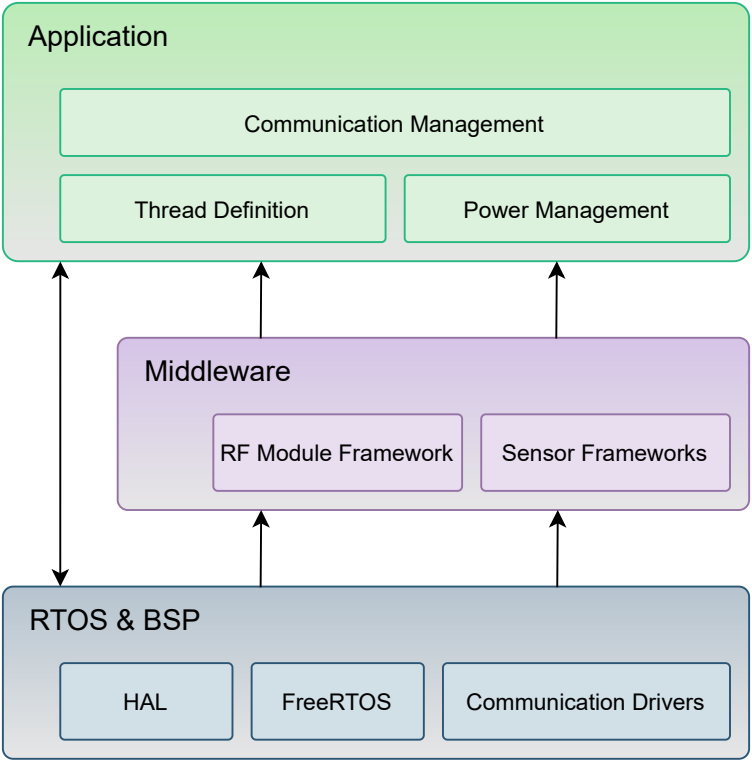 Application
Communication Management
Thread Definition
Power Management
Middleware
RF Module Framework
Sensor Frameworks
RTOS & BSP
HAL
FreeRTOS
Communication Drivers